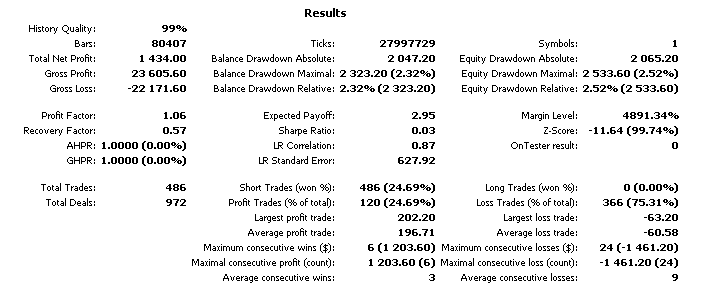 Results
History Quality: 99%
Bars: 80407 Ticks: 27997729 Symbols: 1
Total Net Profit: 1 434.00 Balance Drawdown Absolute: 2 047.20 Equity Drawdown Absolute: 2 065.20
Gross Profit: 23 605.60 Balance Drawdown Maximal: 2 323.20 (2.32%) Equity Drawdown Maximal: 2 533.60 (2.52%)
Gross Loss: -22 171.60 Balance Drawdown Relative: 2.32% (2 323.20) Equity Drawdown Relative: 2.52% (2 533.60)
Profit Factor: 1.06 Expected Payoff: 2.95 Margin Level: 4891.34%
Recovery Factor: 0.57 Sharpe Ratio: 0.03 Z-Score: -11.64 (99.74%)
AHPR: 1.0000 (0.00%) LR Correlation: 0.87 OnTester result: 0
GHPR: 1.0000 (0.00%) LR Standard Error: 627.92
Total Trades: 486 Short Trades (won %): 486 (24.69%) Long Trades (won %): 0 (0.00%)
Total Deals: 972 Profit Trades (% of total): 120 (24.69%) Loss Trades (% of total): 366 (75.31%)
Largest profit trade: 202.20 Largest loss trade: -63.20
Average profit trade: 196.71 Average loss trade: -60.58
Maximum consecutive wins ($): 6 (1 203.60) Maximum consecutive losses ($): 24 (-1 461.20)
Maximal consecutive profit (count): 1 203.60 (6) Maximal consecutive loss (count): -1 461.20 (24)
Average consecutive wins: 3 Average consecutive losses: 9